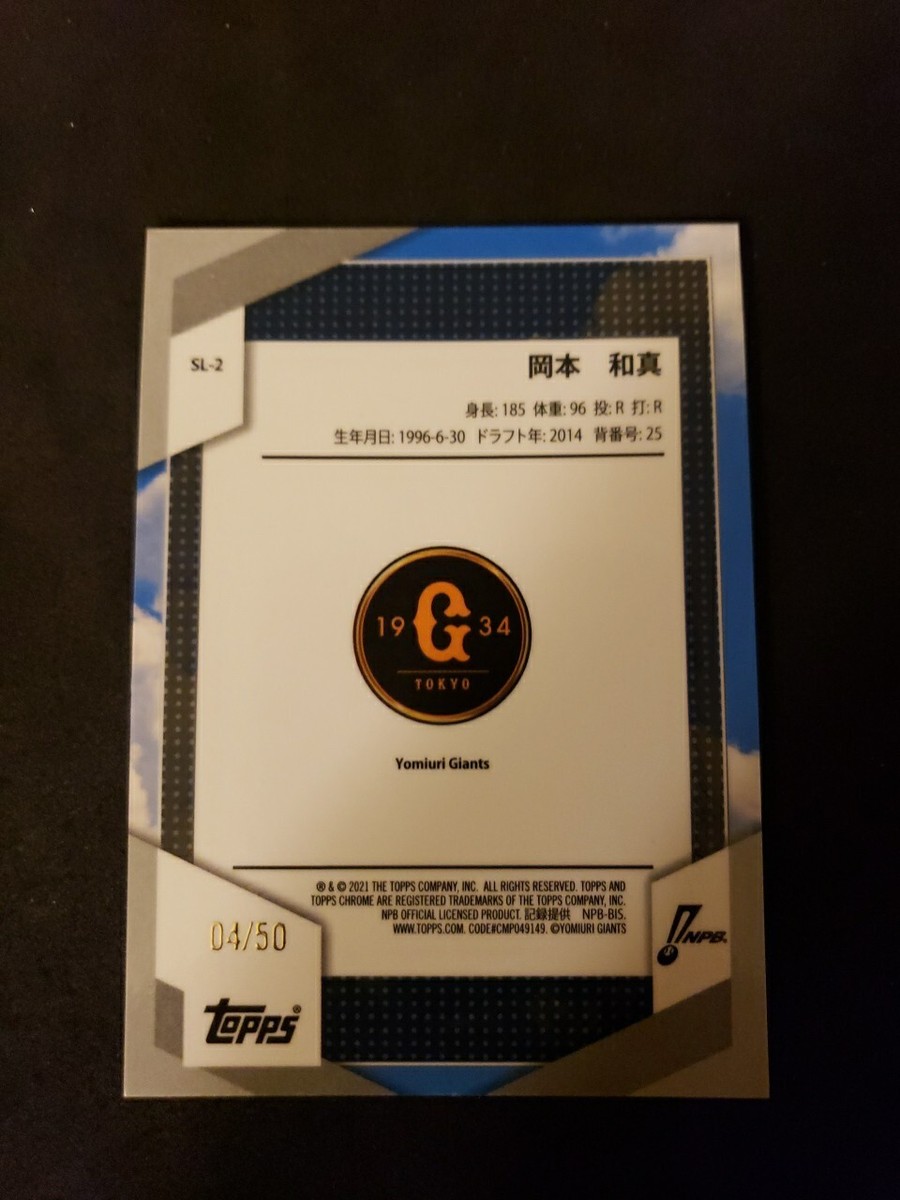 SL-2
岡本 和真
身長: 185 体重: 96 投: R 打: R
生年月日: 1996-6-30 ドラフト年: 2014 背番号: 25
19 G 34
TOKYO
Yomiuri Giants
® & © 2021 THE TOPPS COMPANY, INC. ALL RIGHTS RESERVED. TOPPS AND
TOPPS CHROME ARE REGISTERED TRADEMARKS OF THE TOPPS COMPANY, INC.
NPB OFFICIAL LICENSED PRODUCT. 記録提供 NPB-BIS.
WWW.TOPPS.COM. CODE#CMP049149. ©YOMIURI GIANTS
04/50
NPB
topps®